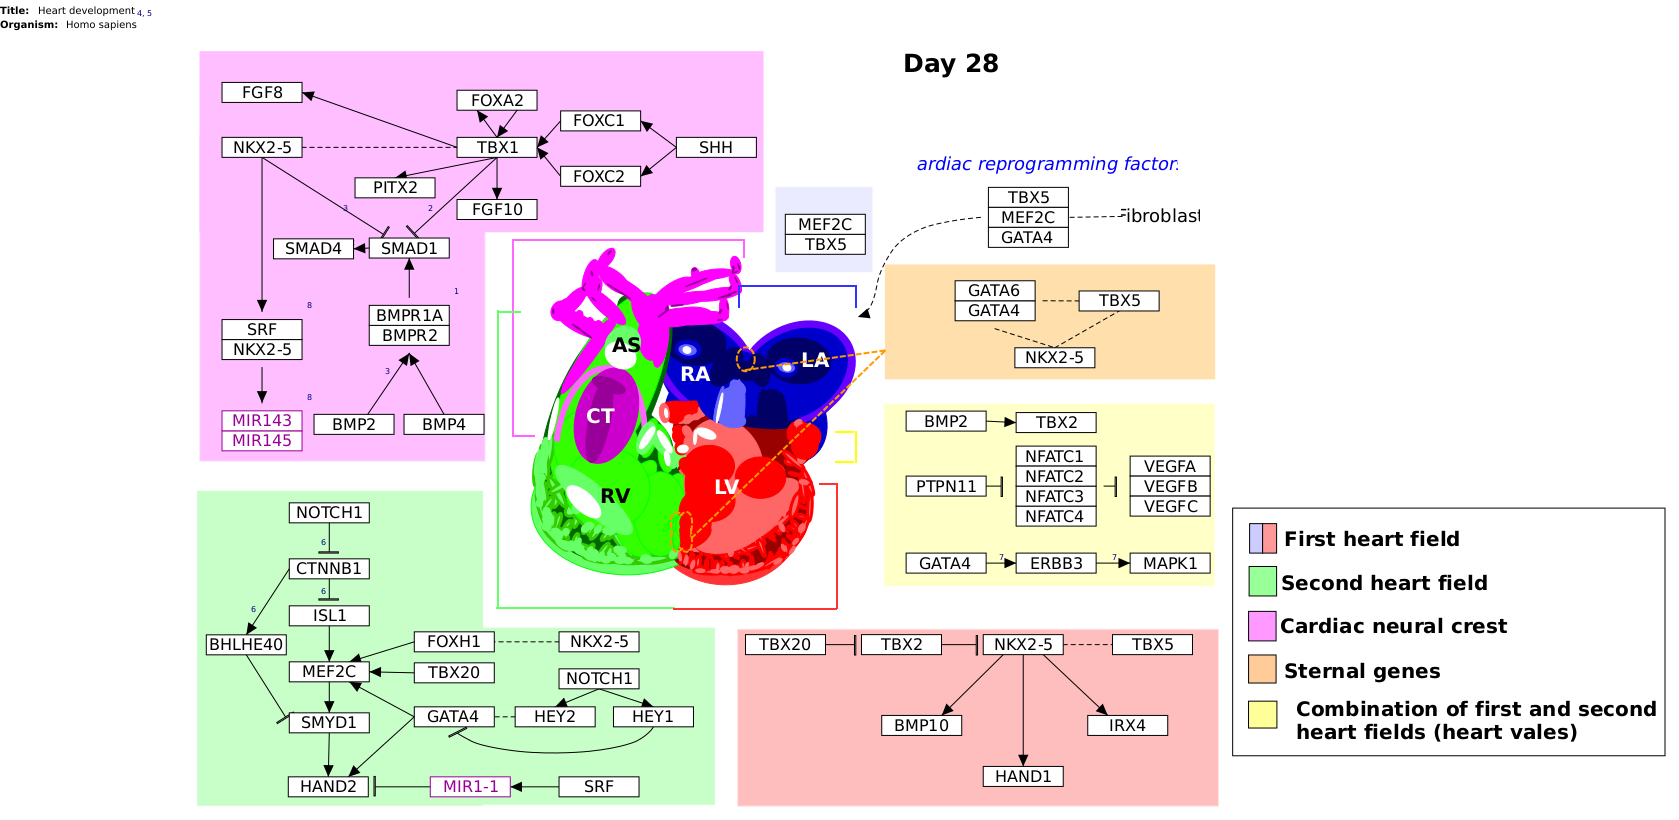 Title: Heart development 4, 5
Organism: Homo sapiens
Day 28
FGF8
FOXA2
FOXC1
NKX2-5
TBX1
SHH
FOXC2
PITX2
FGF10
3
2
SMAD4
SMAD1
1
8
BMPR1A
BMPR2
SRF
NKX2-5
3
8
MIR143
MIR145
BMP2
BMP4
ardiac reprogramming factor
TBX5
MEF2C
GATA4
Fibroblast
MEF2C
TBX5
GATA6
GATA4
TBX5
NKX2-5
AS
RA
LA
CT
RV
LV
BMP2
TBX2
NFATC1
NFATC2
NFATC3
NFATC4
PTPN11
VEGFA
VEGFB
VEGFC
GATA4
7
ERBB3
7
MAPK1
NOTCH1
6
CTNNB1
6
6
ISL1
BHLHE40
FOXH1
NKX2-5
MEF2C
TBX20
NOTCH1
SMYD1
GATA4
HEY2
HEY1
HAND2
MIR1-1
SRF
TBX20
TBX2
NKX2-5
TBX5
BMP10
IRX4
HAND1
First heart field
Second heart field
Cardiac neural crest
Sternal genes
Combination of first and second
heart fields (heart vales)